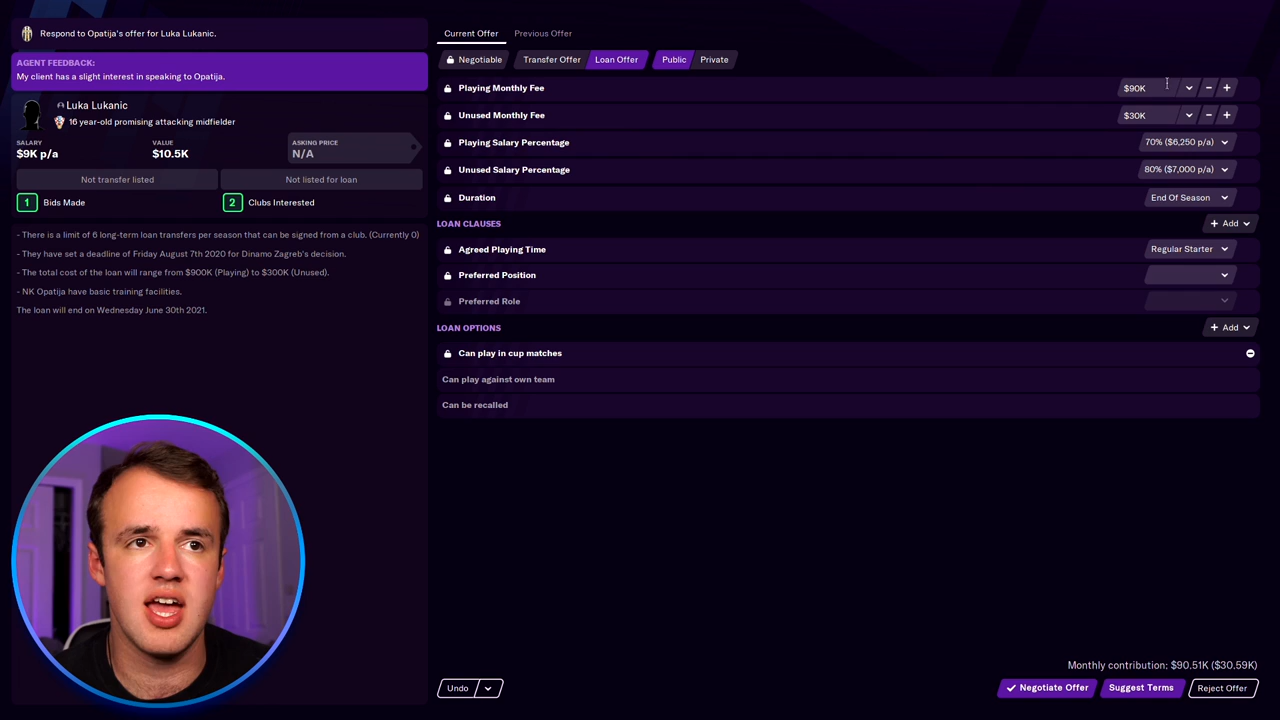 Respond to Opatija's offer for Luka Lukanic.
AGENT FEEDBACK:
My client has a slight interest in speaking to Opatija.
Luka Lukanic
16 year-old promising attacking midfielder
SALARY
$9K p/a
VALUE
$10.5K
ASKING PRICE
N/A
Not transfer listed
Not listed for loan
1 Bids Made
2 Clubs Interested
- There is a limit of 6 long-term loan transfers per season that can be signed from a club. (Currently 0)
- They have set a deadline of Friday August 7th 2020 for Dinamo Zagreb's decision.
- The total cost of the loan will range from $900K (Playing) to $300K (Unused).
- NK Opatija have basic training facilities.
The loan will end on Wednesday June 30th 2021.
Current Offer
Previous Offer
Negotiable
Transfer Offer
Loan Offer
Public
Private
Playing Monthly Fee
$90K
Unused Monthly Fee
$30K
Playing Salary Percentage
70% ($6,250 p/a)
Unused Salary Percentage
80% ($7,000 p/a)
Duration
End Of Season
LOAN CLAUSES
+ Add
Agreed Playing Time
Regular Starter
Preferred Position
Preferred Role
LOAN OPTIONS
+ Add
Can play in cup matches
Can play against own team
Can be recalled
Monthly contribution: $90.51K ($30.59K)
Undo
Negotiate Offer
Suggest Terms
Reject Offer